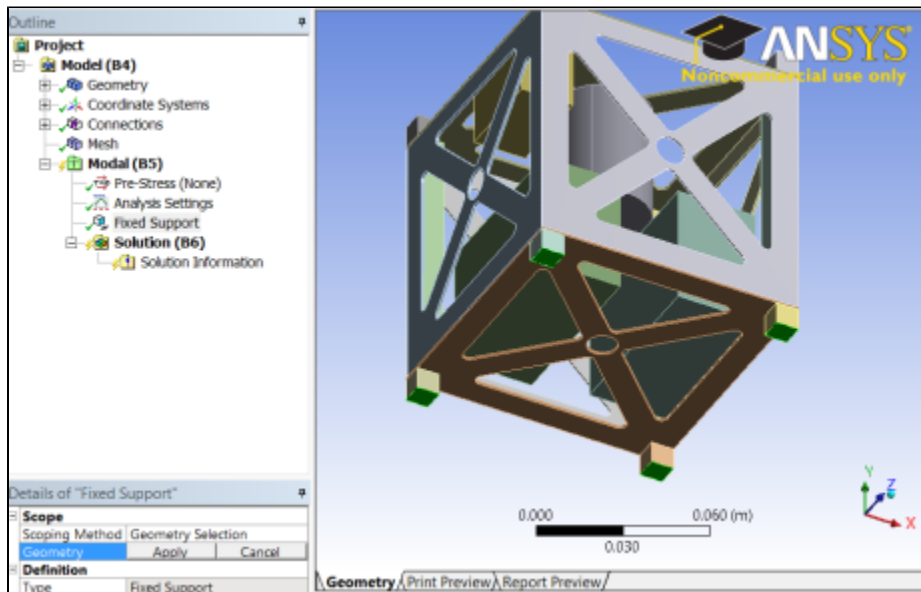 Outline
Project
Model (B4)
Geometry
Coordinate Systems
Connections
Mesh
Modal (B5)
Pre-Stress (None)
Analysis Settings
Fixed Support
Solution (B6)
Solution Information
Details of "Fixed Support"
Scope
Scoping Method Geometry Selection
Geometry Apply Cancel
Definition
Type Fixed Support
ANSYS
Noncommercial use only
Y
Z
X
0.000 0.060 (m)
0.030
Geometry Print Preview Report Preview